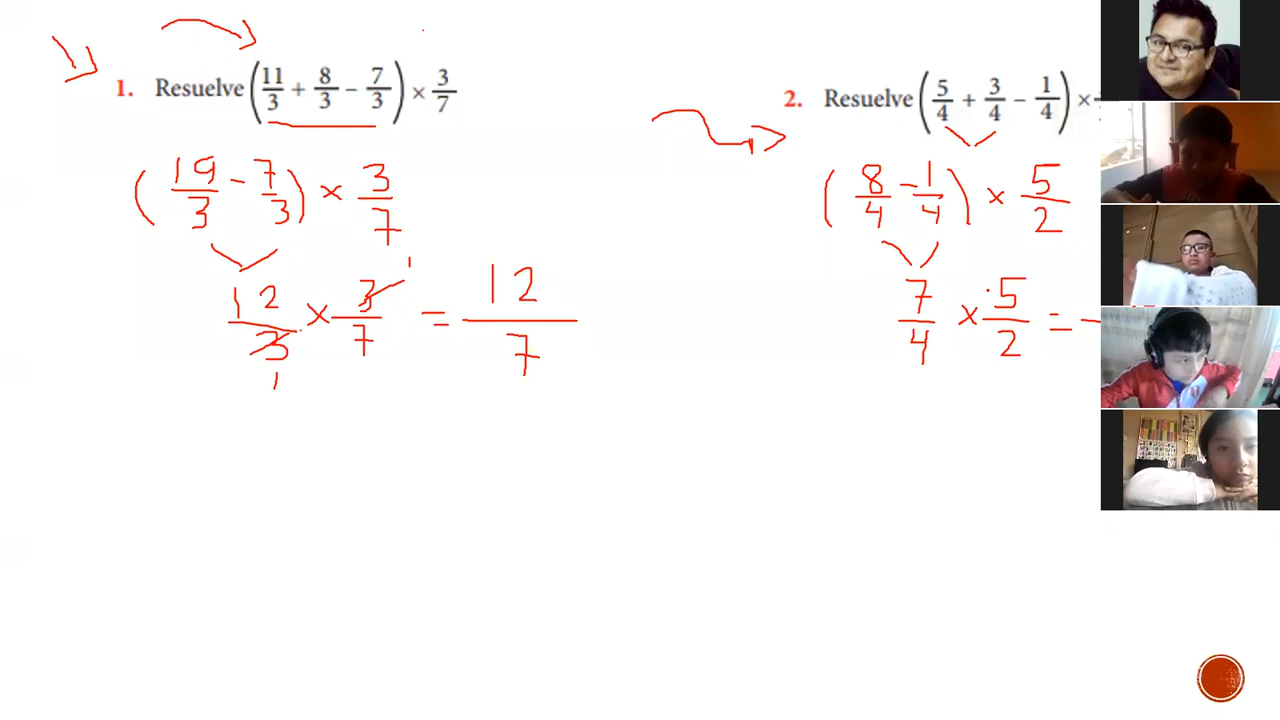 1. Resuelve (11/3 + 8/3 − 7/3) × 3/7
(19/3 − 7/3) × 3/7
12/3 × 3/7 = 12/7
1 1
2. Resuelve (5/4 + 3/4 − 1/4) ×
(8/4 − 1/4) × 5/2
7/4 × 5/2 =